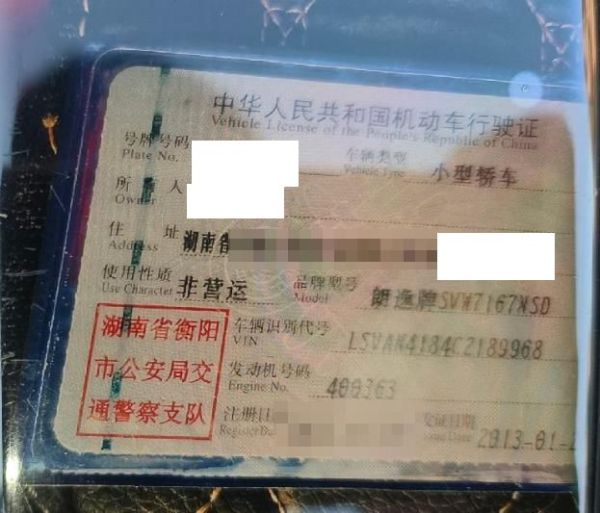 中华人民共和国机动车行驶证
Vehicle License of the People's Republic of China
号牌号码 车辆类型 小型轿车
Plate No. Vehicle Type
所 人
Owner
住 址 湖南省
Address
使用性质 非营运 品牌型号 朗逸牌SVW7167NSD
Use Character Model
湖南省衡阳
市公安局交
通警察支队
车辆识别代号 LSVAN4184C2189968
VIN
发动机号码 400363
Engine No.
注册日 发证日期 2013-01-
Register Issue Date